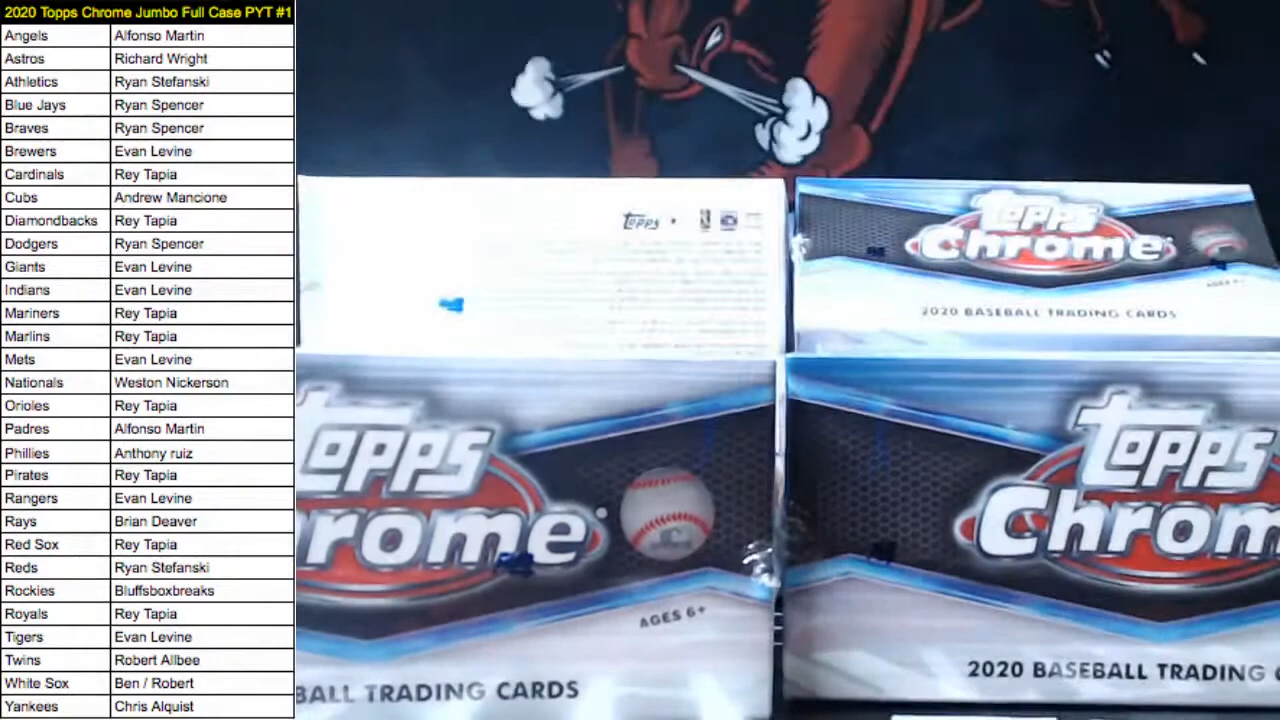 2020 Topps Chrome Jumbo Full Case PYT #1
Angels Alfonso Martin
Astros Richard Wright
Athletics Ryan Stefanski
Blue Jays Ryan Spencer
Braves Ryan Spencer
Brewers Evan Levine
Cardinals Rey Tapia
Cubs Andrew Mancione
Diamondbacks Rey Tapia
Dodgers Ryan Spencer
Giants Evan Levine
Indians Evan Levine
Mariners Rey Tapia
Marlins Rey Tapia
Mets Evan Levine
Nationals Weston Nickerson
Orioles Rey Tapia
Padres Alfonso Martin
Phillies Anthony ruiz
Pirates Rey Tapia
Rangers Evan Levine
Rays Brian Deaver
Red Sox Rey Tapia
Reds Ryan Stefanski
Rockies Bluffsboxbreaks
Royals Rey Tapia
Tigers Evan Levine
Twins Robert Allbee
White Sox Ben / Robert
Yankees Chris Alquist
Topps
Topps
Chrome
2020 BASEBALL TRADING CARDS
Topps
hrome
AGES 6+
BALL TRADING CARDS
Topps
Chrom
2020 BASEBALL TRADING